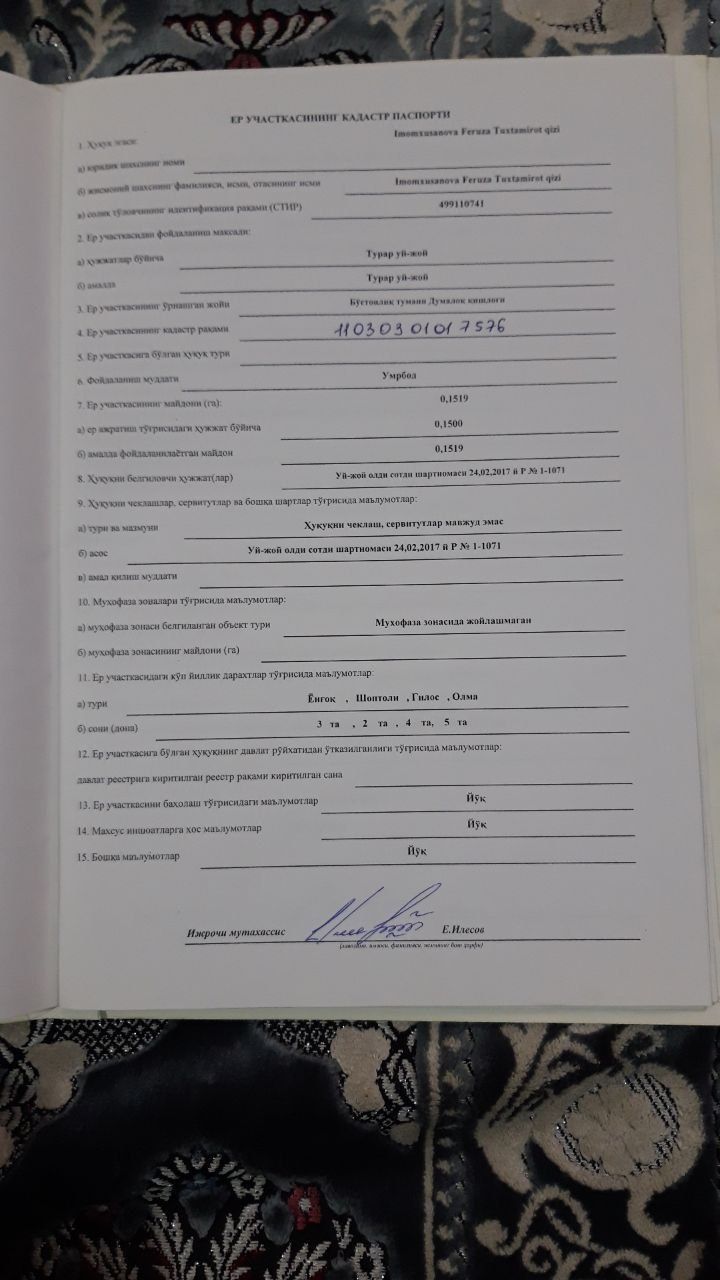 ЕР УЧАСТКАСИНИНГ КАДАСТР ПАСПОРТИ
1. Ҳуқуқ эгаси: Imomxusanova Feruza Tuxtamirot qizi
а) юридик шахснинг номи
б) жисмоний шахснинг фамилияси, исми, отасининг исми Imomxusanova Feruza Tuxtamirot qizi
в) солиқ тўловчининг идентификация рақами (СТИР) 499110741
2. Ер участкасидан фойдаланиш мақсади:
а) ҳужжатлар бўйича Турар уй-жой
б) амалда Турар уй-жой
3. Ер участкасининг ўрнашган жойи Бўстонлиқ тумани Думалоқ қишлоғи
4. Ер участкасининг кадастр рақами 11030301017576
5. Ер участкасига бўлган ҳуқуқ тури
6. Фойдаланиш муддати Умрбод
7. Ер участкасининг майдони (га): 0,1519
а) ер ажратиш тўғрисидаги ҳужжат бўйича 0,1500
б) амалда фойдаланилаётган майдон 0,1519
8. Ҳуқуқни белгиловчи ҳужжат(лар) Уй-жой олди сотди шартномаси 24,02,2017 й Р № 1-1071
9. Ҳуқуқни чеклашлар, сервитутлар ва бошқа шартлар тўғрисида маълумотлар:
а) тури ва мазмуни Ҳуқуқни чеклаш, сервитутлар мавжуд эмас
б) асос Уй-жой олди сотди шартномаси 24,02,2017 й Р № 1-1071
в) амал қилиш муддати
10. Муҳофаза зоналари тўғрисида маълумотлар:
а) муҳофаза зонаси белгиланган объект тури Муҳофаза зонасида жойлашмаган
б) муҳофаза зонасининг майдони (га)
11. Ер участкасидаги кўп йиллик дарахтлар тўғрисида маълумотлар:
а) тури Ёнғоқ , Шоптоли , Гилос , Олма
б) сони (дона) 3 та , 2 та , 4 та, 5 та
12. Ер участкасига бўлган ҳуқуқнинг давлат рўйхатидан ўтказилганлиги тўғрисида маълумотлар:
давлат реестрига киритилган реестр рақами киритилган сана
13. Ер участкасини баҳолаш тўғрисидаги маълумотлар Йўқ
14. Махсус иншоатларга хос маълумотлар Йўқ
15. Бошқа маълумотлар Йўқ
Ижрочи мутахассис Е.Илесов
(лавозими, имзоси, фамилияси, исмининг бош ҳарфи)